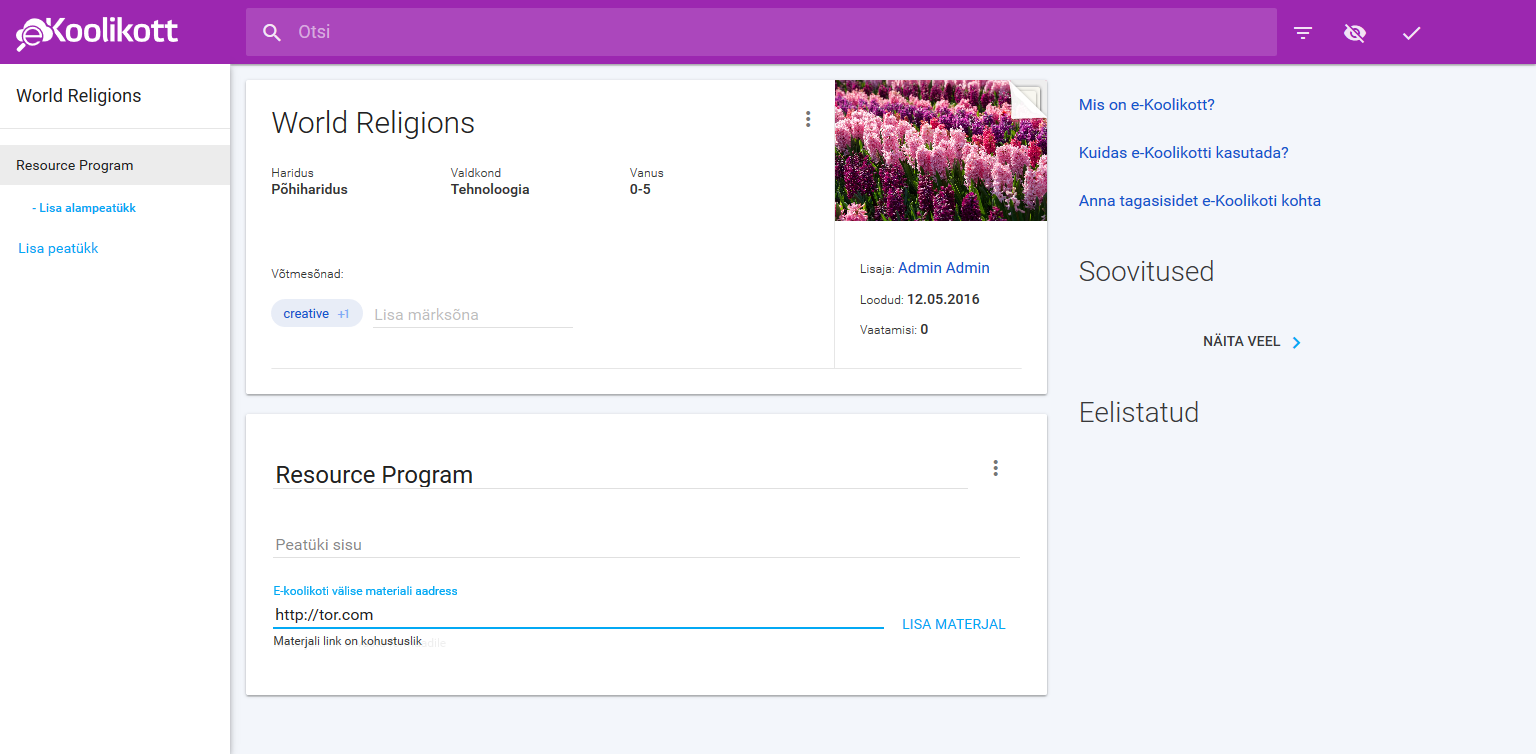 eKoolikott
Otsi
World Religions
Resource Program
- Lisa alampeatükk
Lisa peatükk
World Religions
Haridus
Põhiharidus
Valdkond
Tehnoloogia
Vanus
0-5
Võtmesõnad:
creative +1
Lisa märksõna
Lisaja: Admin Admin
Loodud: 12.05.2016
Vaatamisi: 0
Resource Program
Peatüki sisu
E-koolikoti välise materiali aadress
http://tor.com
LISA MATERJAL
Materjali link on kohustuslik
Mis on e-Koolikott?
Kuidas e-Koolikotti kasutada?
Anna tagasisidet e-Koolikoti kohta
Soovitused
NÄITA VEEL
Eelistatud